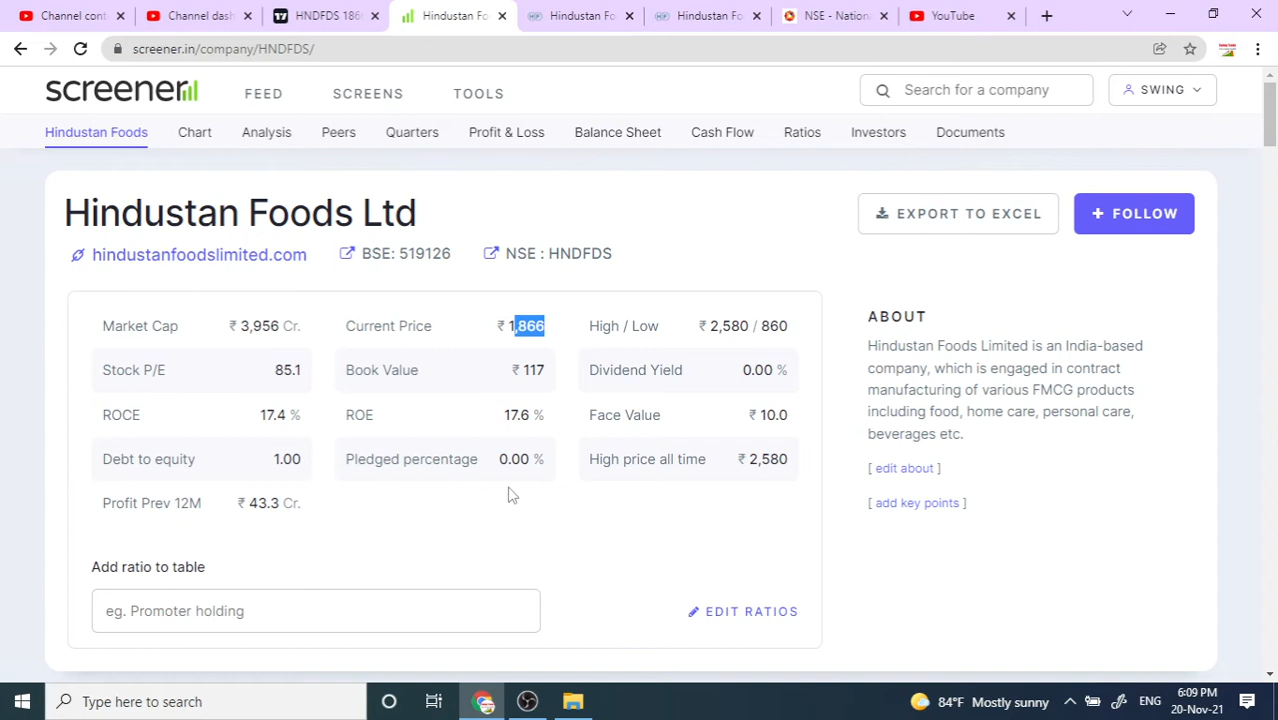 Channel cont
Channel dash
HNDFDS 186
Hindustan Fo
Hindustan Fo
Hindustan Fo
NSE - Nation
YouTube
screener.in/company/HNDFDS/
screener
FEED
SCREENS
TOOLS
Search for a company
SWING
Hindustan Foods
Chart
Analysis
Peers
Quarters
Profit & Loss
Balance Sheet
Cash Flow
Ratios
Investors
Documents
Hindustan Foods Ltd
EXPORT TO EXCEL
+ FOLLOW
hindustanfoodslimited.com
BSE: 519126
NSE : HNDFDS
Market Cap ₹ 3,956 Cr.
Current Price ₹ 1,866
High / Low ₹ 2,580 / 860
Stock P/E 85.1
Book Value ₹ 117
Dividend Yield 0.00 %
ROCE 17.4 %
ROE 17.6 %
Face Value ₹ 10.0
Debt to equity 1.00
Pledged percentage 0.00 %
High price all time ₹ 2,580
Profit Prev 12M ₹ 43.3 Cr.
Add ratio to table
eg. Promoter holding
EDIT RATIOS
ABOUT
Hindustan Foods Limited is an India-based
company, which is engaged in contract
manufacturing of various FMCG products
including food, home care, personal care,
beverages etc.
[ edit about ]
[ add key points ]
Type here to search
84°F Mostly sunny
ENG
6:09 PM
20-Nov-21